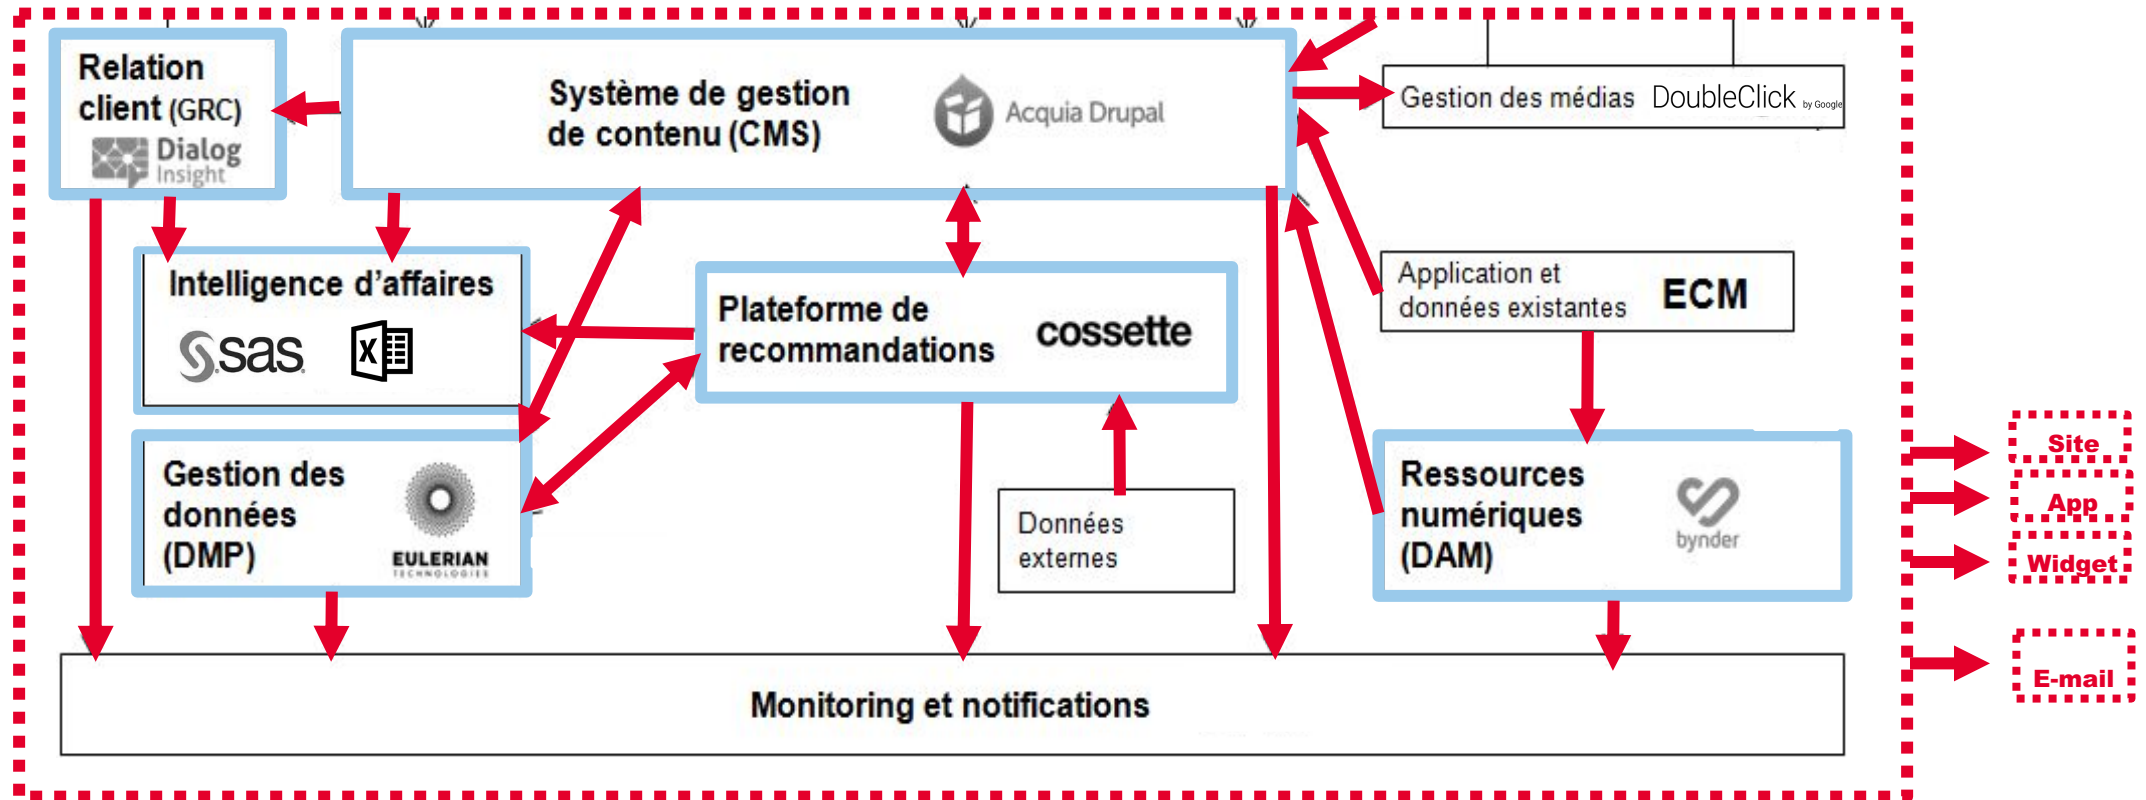 Relation
client (GRC)
Dialog
Insight
Système de gestion
de contenu (CMS)
Acquia Drupal
Gestion des médias DoubleClick by Google
Intelligence d'affaires
sas
X
Plateforme de
recommandations
cossette
Application et
données existantes
ECM
Gestion des
données
(DMP)
EULERIAN
TECHNOLOGIES
Données
externes
Ressources
numériques
(DAM)
bynder
Site
App
Widget
E-mail
Monitoring et notifications